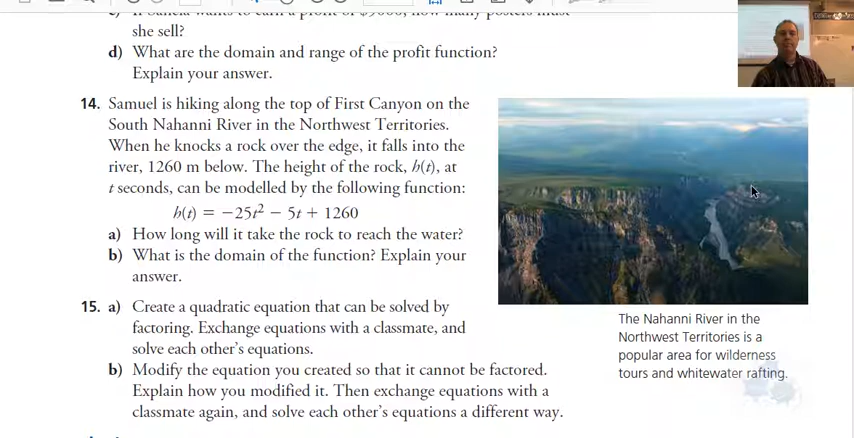 she sell?
d) What are the domain and range of the profit function?
Explain your answer.
14. Samuel is hiking along the top of First Canyon on the
South Nahanni River in the Northwest Territories.
When he knocks a rock over the edge, it falls into the
river, 1260 m below. The height of the rock, h(t), at
t seconds, can be modelled by the following function:
h(t) = −25t² − 5t + 1260
a) How long will it take the rock to reach the water?
b) What is the domain of the function? Explain your
answer.
15. a) Create a quadratic equation that can be solved by
factoring. Exchange equations with a classmate, and
solve each other's equations.
b) Modify the equation you created so that it cannot be factored.
Explain how you modified it. Then exchange equations with a
classmate again, and solve each other's equations a different way.
The Nahanni River in the
Northwest Territories is a
popular area for wilderness
tours and whitewater rafting.